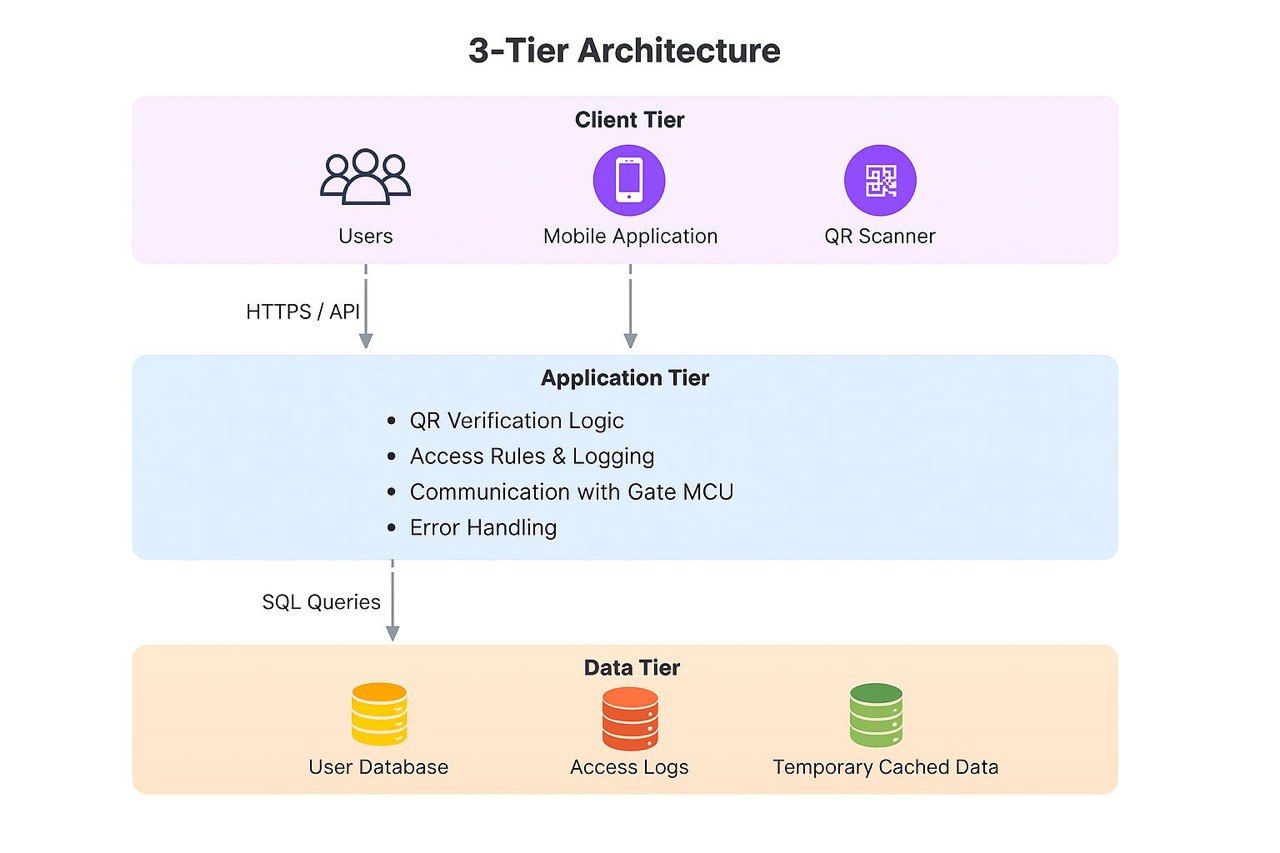 3-Tier Architecture
Client Tier
Users
Mobile Application
QR Scanner
HTTPS / API
Application Tier
• QR Verification Logic
• Access Rules & Logging
• Communication with Gate MCU
• Error Handling
SQL Queries
Data Tier
User Database
Access Logs
Temporary Cached Data